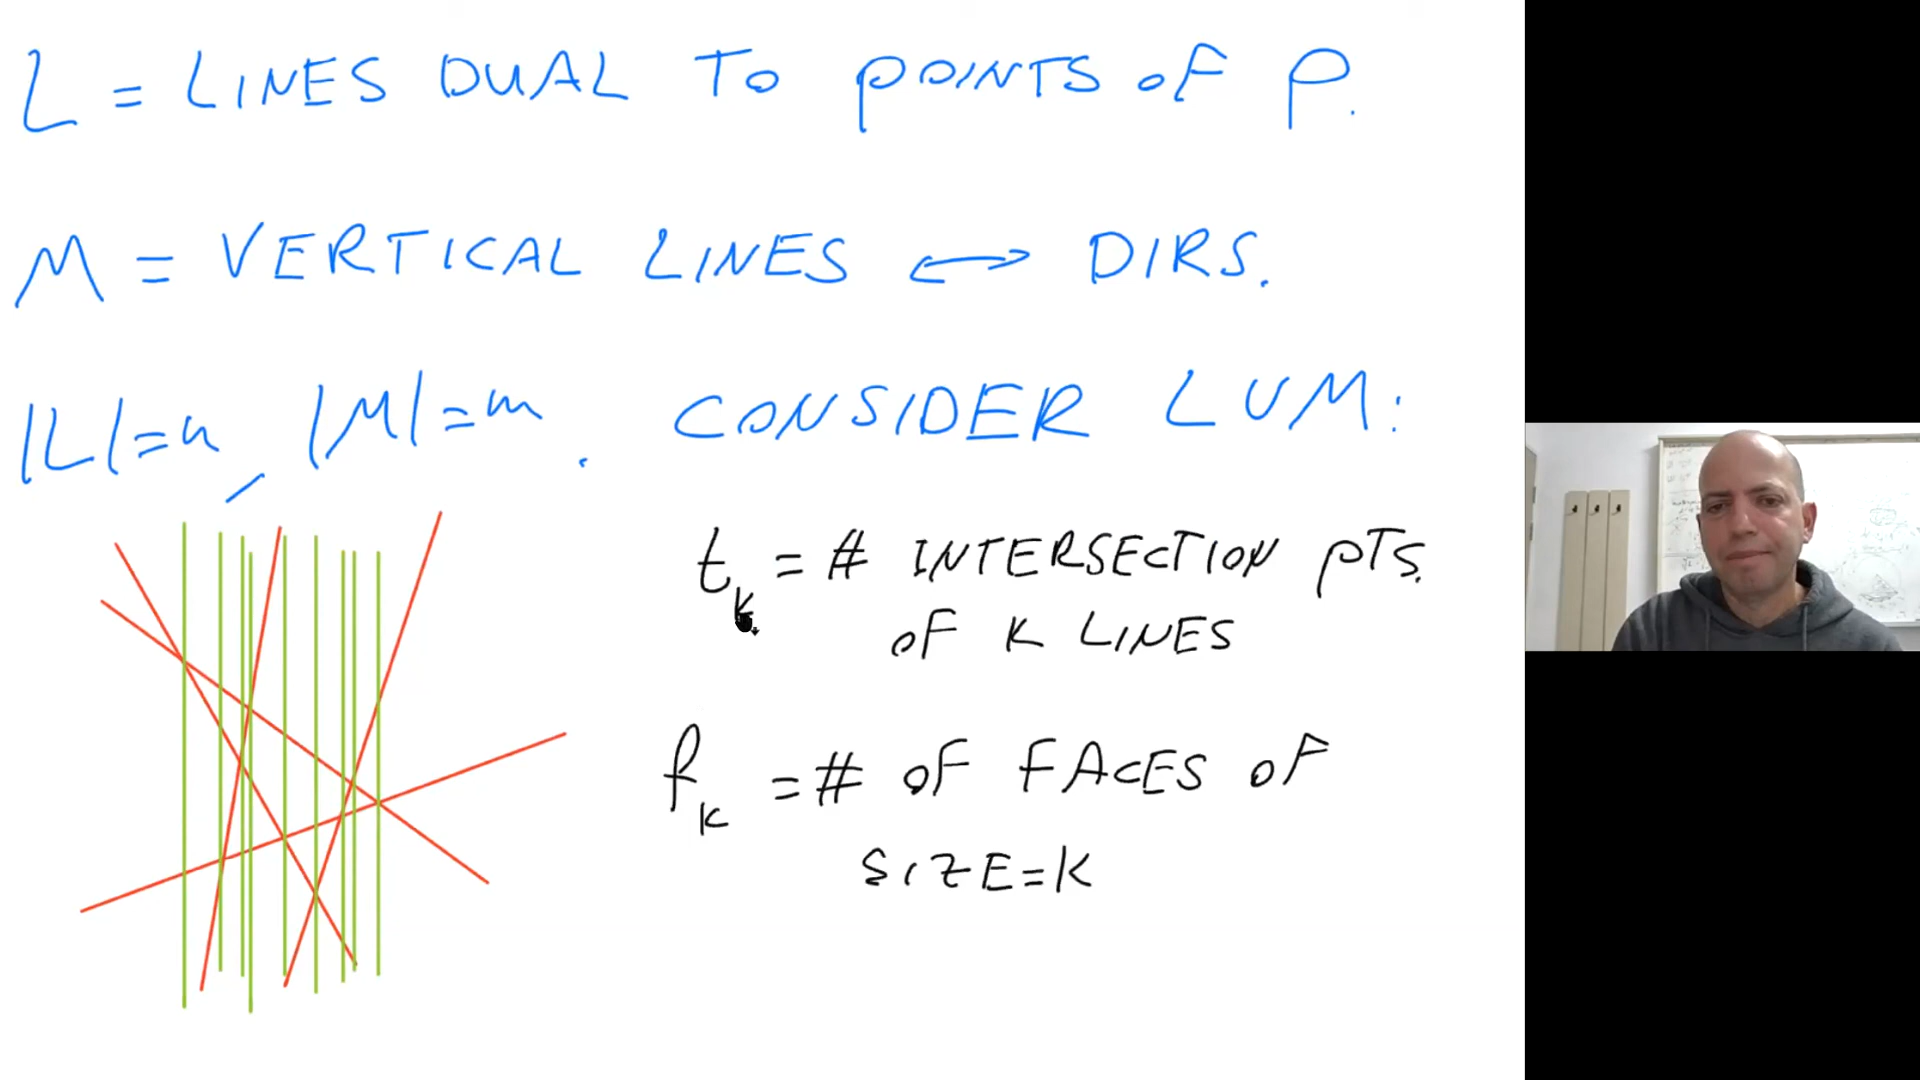 L = LINES DUAL TO POINTS OF P.
M = VERTICAL LINES ↔ DIRS.
|L|=n, |M|=m. CONSIDER L∪M:
t_k = # INTERSECTION PTS.
OF K LINES
f_k = # OF FACES OF
SIZE=K